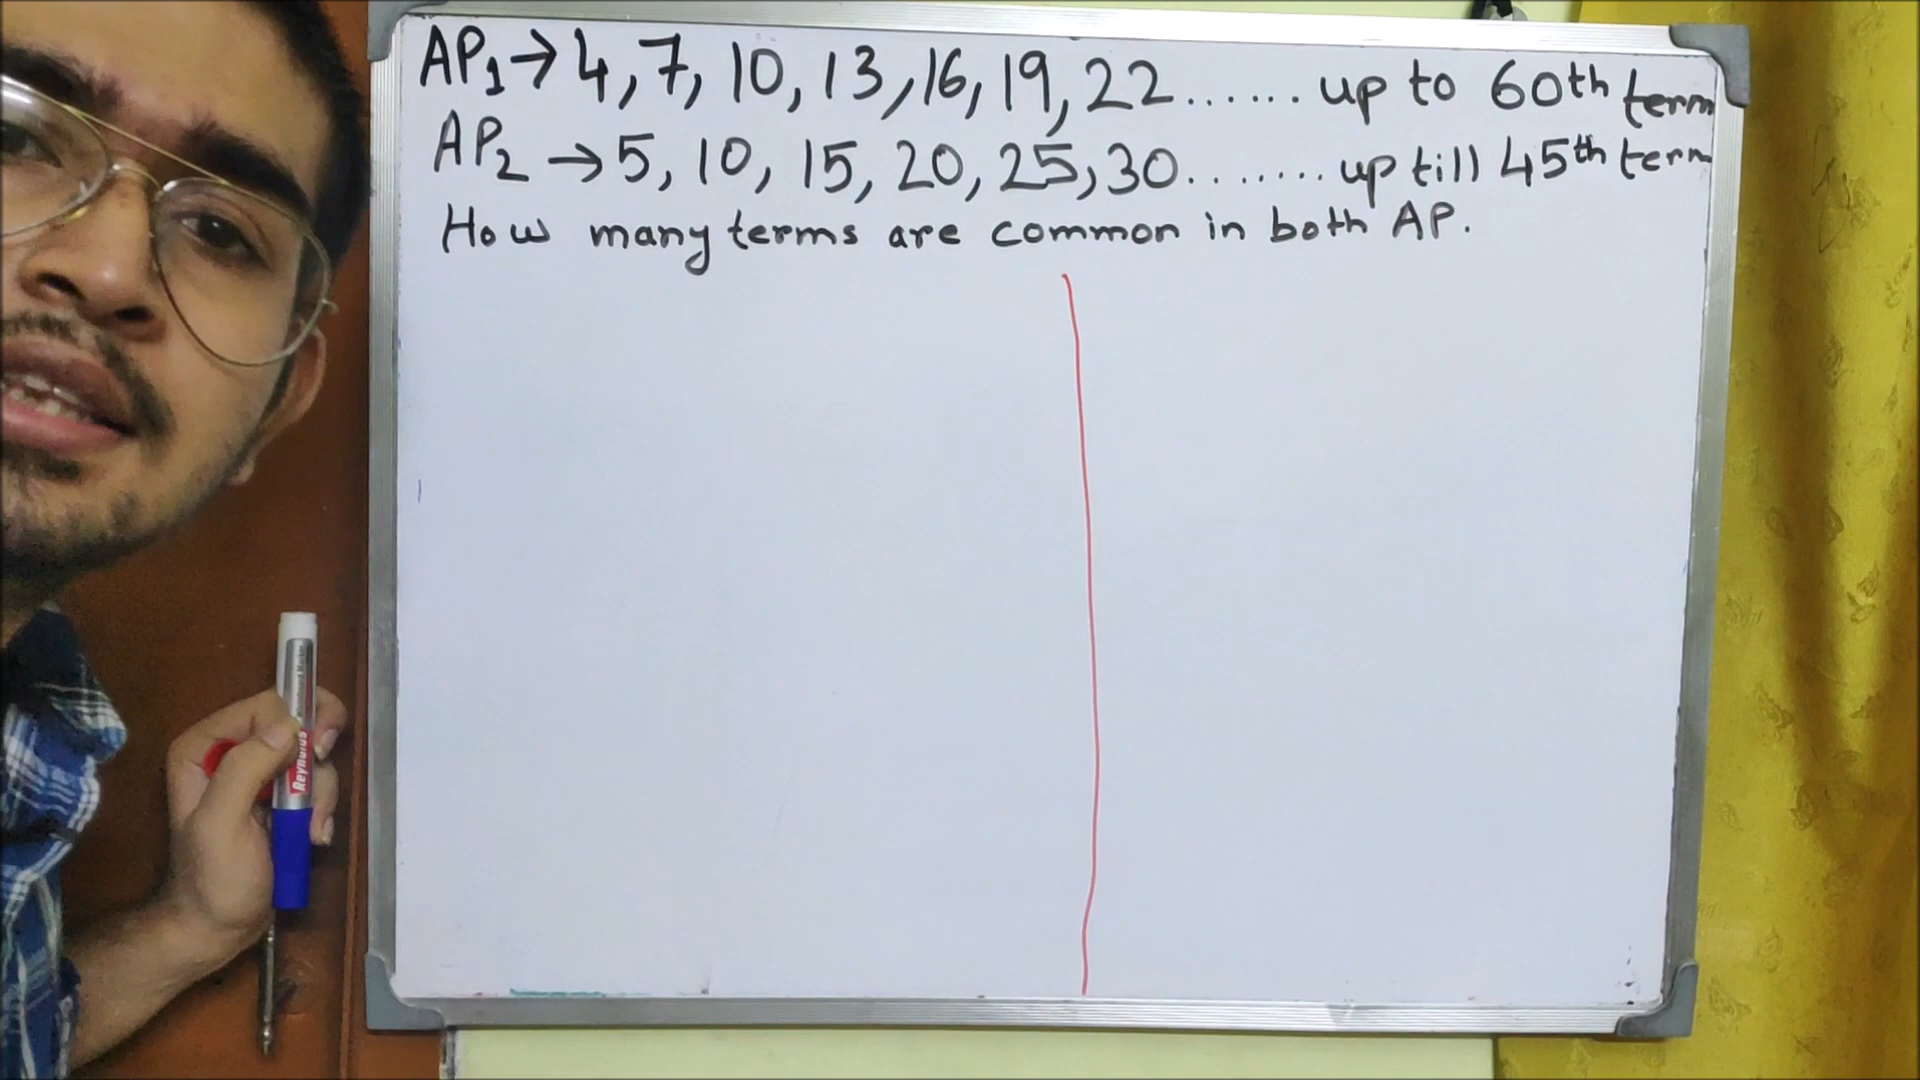 AP₁→4,7,10,13,16,19,22...... up to 60th term
AP₂→5,10,15,20,25,30....... up till 45th term
How many terms are common in both AP.
Reynolds